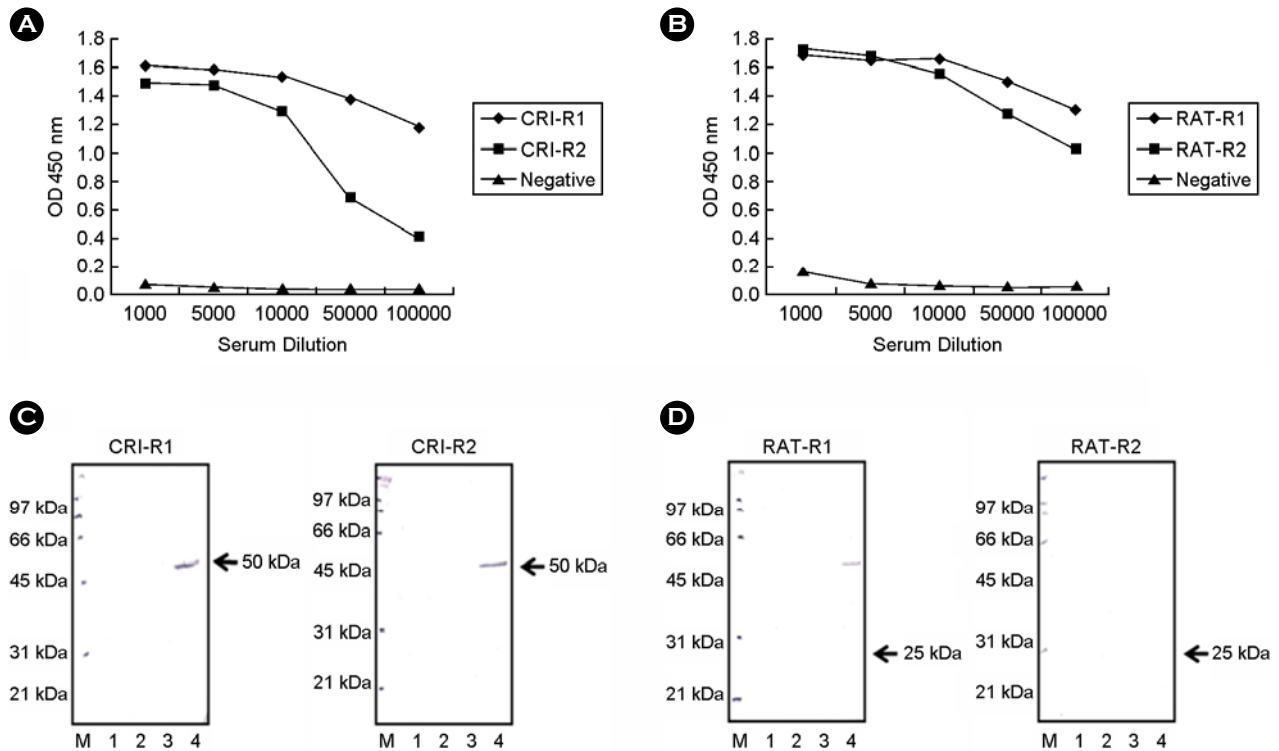 A
1.8
1.6
1.4
1.2
1.0
0.8
0.6
0.4
0.2
0.0
OD 450 nm
1000 5000 10000 50000 100000
Serum Dilution
CRI-R1
CRI-R2
Negative
B
1.8
1.6
1.4
1.2
1.0
0.8
0.6
0.4
0.2
0.0
OD 450 nm
1000 5000 10000 50000 100000
Serum Dilution
RAT-R1
RAT-R2
Negative
C
CRI-R1
97 kDa
66 kDa
45 kDa
31 kDa
21 kDa
50 kDa
M 1 2 3 4
CRI-R2
97 kDa
66 kDa
45 kDa
31 kDa
21 kDa
50 kDa
M 1 2 3 4
D
RAT-R1
97 kDa
66 kDa
45 kDa
31 kDa
21 kDa
25 kDa
M 1 2 3 4
RAT-R2
97 kDa
66 kDa
45 kDa
31 kDa
21 kDa
25 kDa
M 1 2 3 4